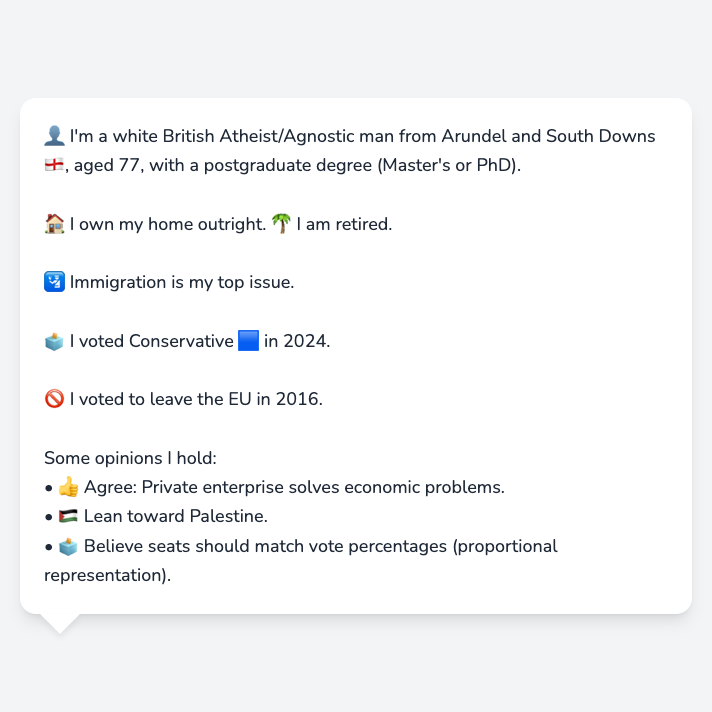 👤 I'm a white British Atheist/Agnostic man from Arundel and South Downs
🏴󠁧󠁢󠁥󠁮󠁧󠁿, aged 77, with a postgraduate degree (Master's or PhD).
🏠 I own my home outright. 🌴 I am retired.
🛂 Immigration is my top issue.
🗳️ I voted Conservative 🟦 in 2024.
🚫 I voted to leave the EU in 2016.
Some opinions I hold:
• 👍 Agree: Private enterprise solves economic problems.
• 🇵🇸 Lean toward Palestine.
• 🗳️ Believe seats should match vote percentages (proportional
representation).